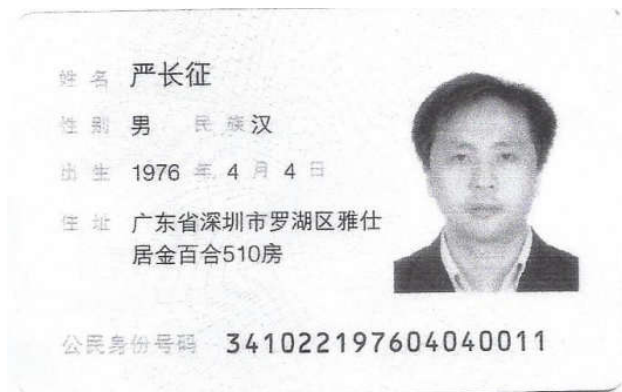 姓名 严长征
性别 男 民族 汉
出生 1976 年 4 月 4 日
住址 广东省深圳市罗湖区雅仕
居金百合510房
公民身份号码 341022197604040011